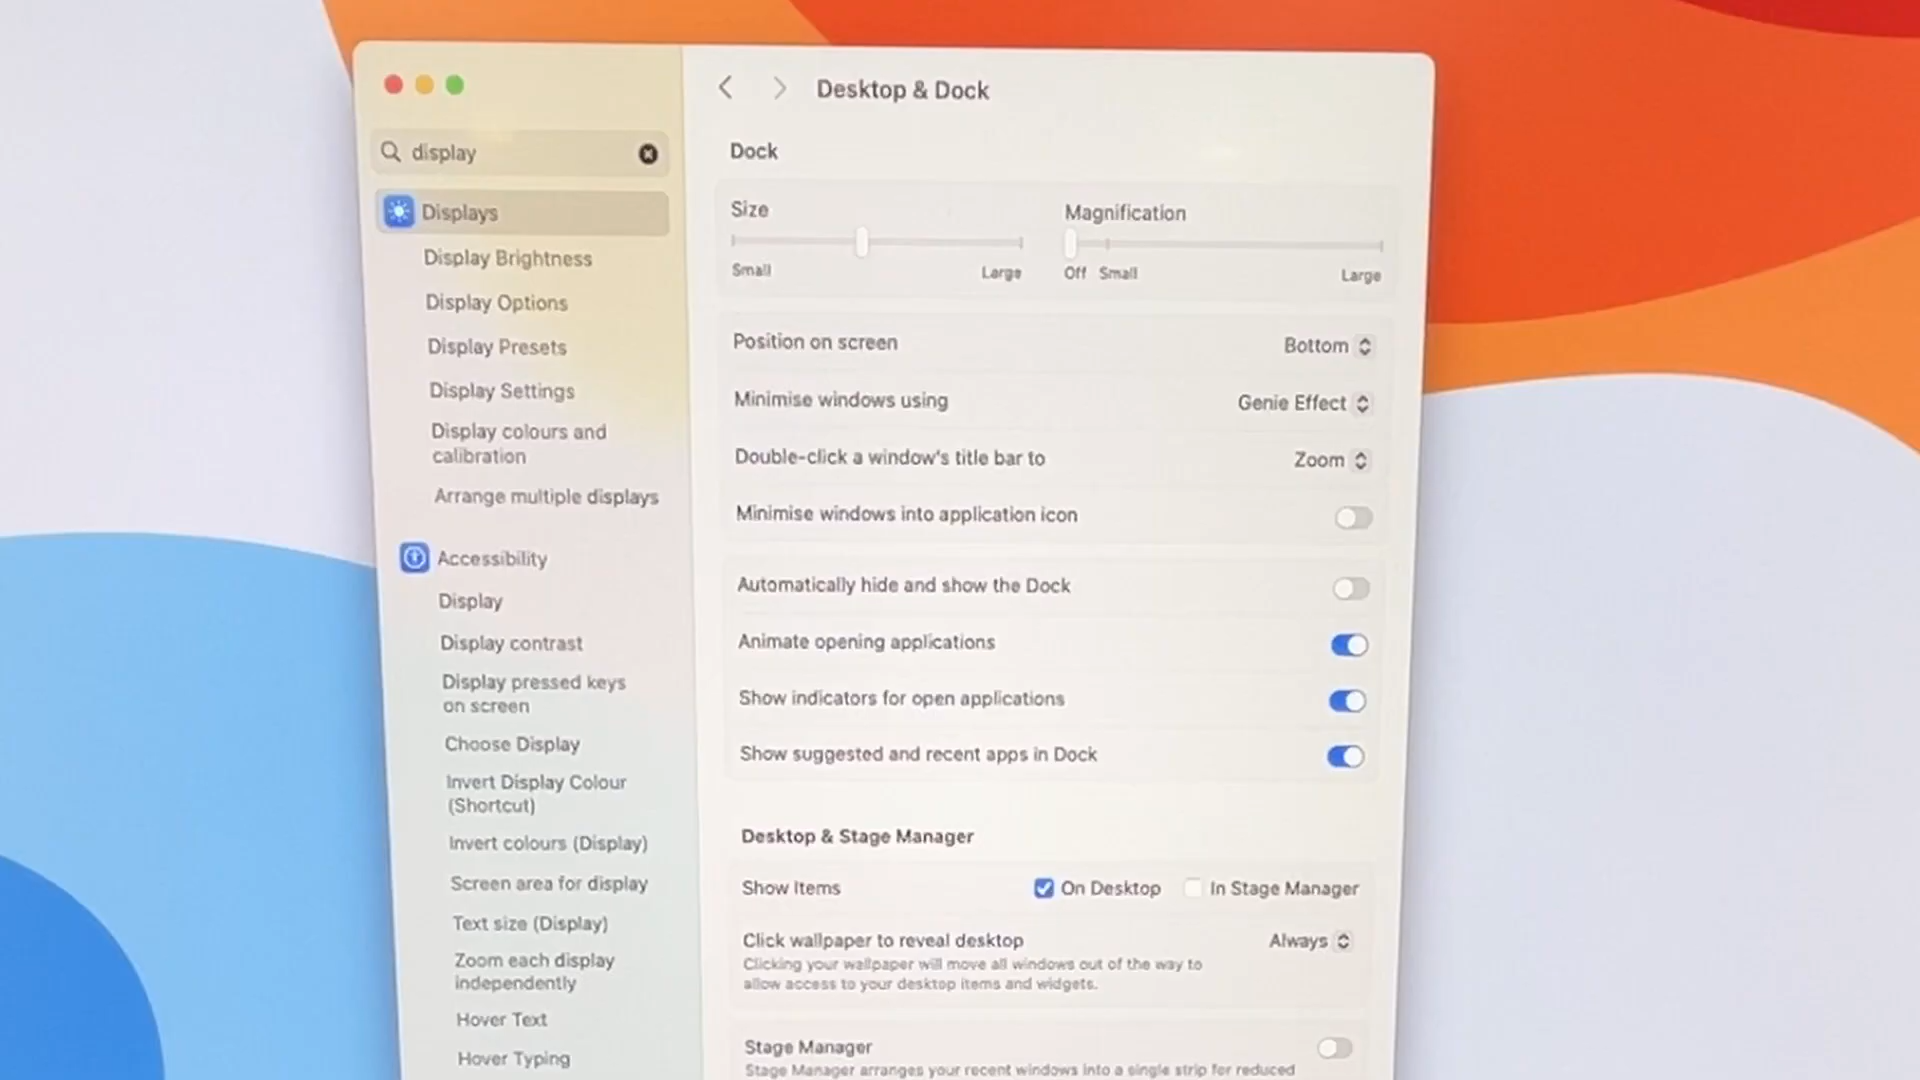 Desktop & Dock
display
Displays
Display Brightness
Display Options
Display Presets
Display Settings
Display colours and
calibration
Arrange multiple displays
Accessibility
Display
Display contrast
Display pressed keys
on screen
Choose Display
Invert Display Colour
(Shortcut)
Invert colours (Display)
Screen area for display
Text size (Display)
Zoom each display
independently
Hover Text
Hover Typing
Dock
Size
Magnification
Small Large
Off Small Large
Position on screen Bottom
Minimise windows using Genie Effect
Double-click a window's title bar to Zoom
Minimise windows into application icon
Automatically hide and show the Dock
Animate opening applications
Show indicators for open applications
Show suggested and recent apps in Dock
Desktop & Stage Manager
Show Items On Desktop In Stage Manager
Click wallpaper to reveal desktop Always
Clicking your wallpaper will move all windows out of the way to
allow access to your desktop items and widgets.
Stage Manager
Stage Manager arranges your recent windows into a single strip for reduced